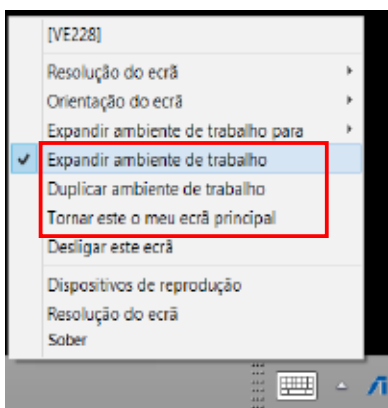 [VE228]
Resolução do ecrã
Orientação do ecrã
Expandir ambiente de trabalho para
Expandir ambiente de trabalho
Duplicar ambiente de trabalho
Tornar este o meu ecrã principal
Desligar este ecrã
Dispositivos de reprodução
Resolução do ecrã
Sober